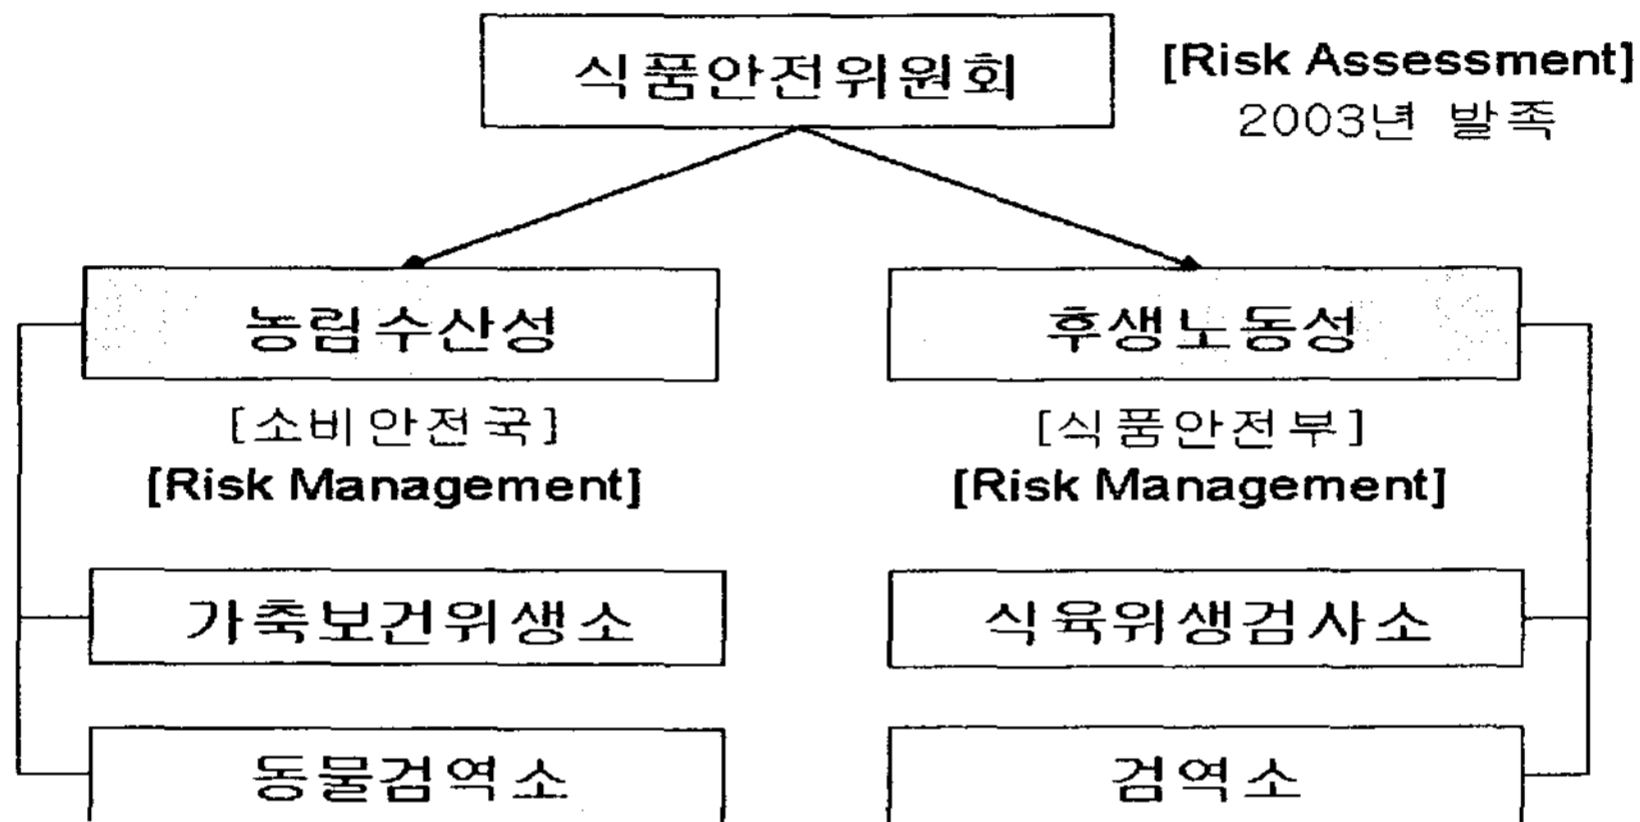 식품안전위원회
[Risk Assessment]
2003년 발족
농림수산성
후생노동성
[소비안전국]
[식품안전부]
[Risk Management]
[Risk Management]
가축보건위생소
식육위생검사소
동물검역소
검역소